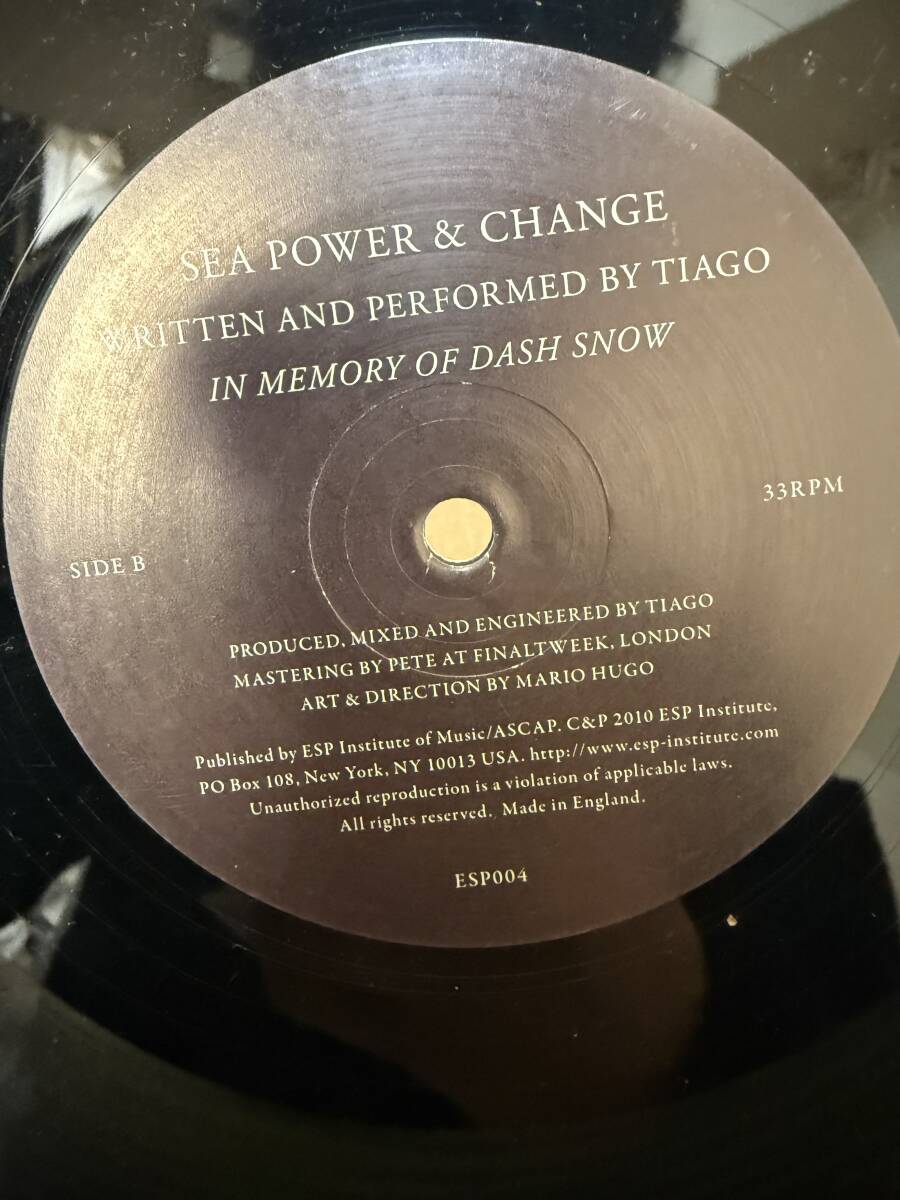 SEA POWER & CHANGE
WRITTEN AND PERFORMED BY TIAGO
IN MEMORY OF DASH SNOW
33RPM
SIDE B
PRODUCED, MIXED AND ENGINEERED BY TIAGO
MASTERING BY PETE AT FINALTWEEK, LONDON
ART & DIRECTION BY MARIO HUGO
Published by ESP Institute of Music/ASCAP. C&P 2010 ESP Institute,
PO Box 108, New York, NY 10013 USA. http://www.esp-institute.com
Unauthorized reproduction is a violation of applicable laws.
All rights reserved. Made in England.
ESP004